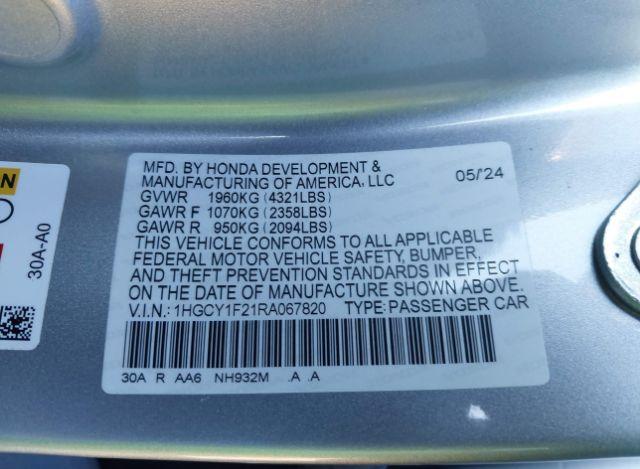 MFD. BY HONDA DEVELOPMENT &
MANUFACTURING OF AMERICA, LLC 05/'24
GVWR 1960KG (4321LBS)
GAWR F 1070KG (2358LBS)
GAWR R 950KG (2094LBS)
THIS VEHICLE CONFORMS TO ALL APPLICABLE
FEDERAL MOTOR VEHICLE SAFETY, BUMPER,
AND THEFT PREVENTION STANDARDS IN EFFECT
ON THE DATE OF MANUFACTURE SHOWN ABOVE.
V.I.N.: 1HGCY1F21RA067820 TYPE: PASSENGER CAR
30A R AA6 NH932M .A .A
30A-A0